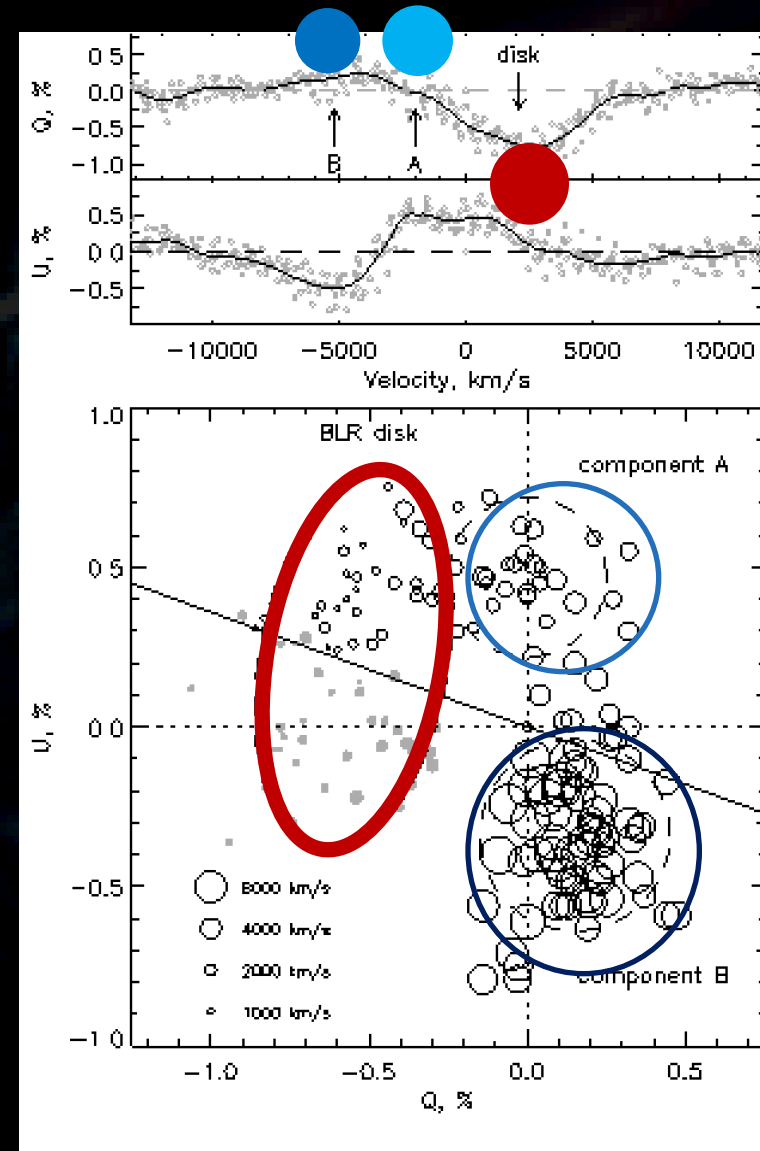 disk
0 5
0.0
−0.5
−1.0
Q, %
B
A
0.5
0 0
−0.5
U, %
−10000 −5000 0 5000 10000
Velocity, km/s
1.0
BLR disk
component A
0 5
0 0
U, %
−0.5
8000 km/s
4000 km/s
2000 km/s
component B
1000 km/s
−1 0
−1.0 −0.5 0.0 0.5
Q, %